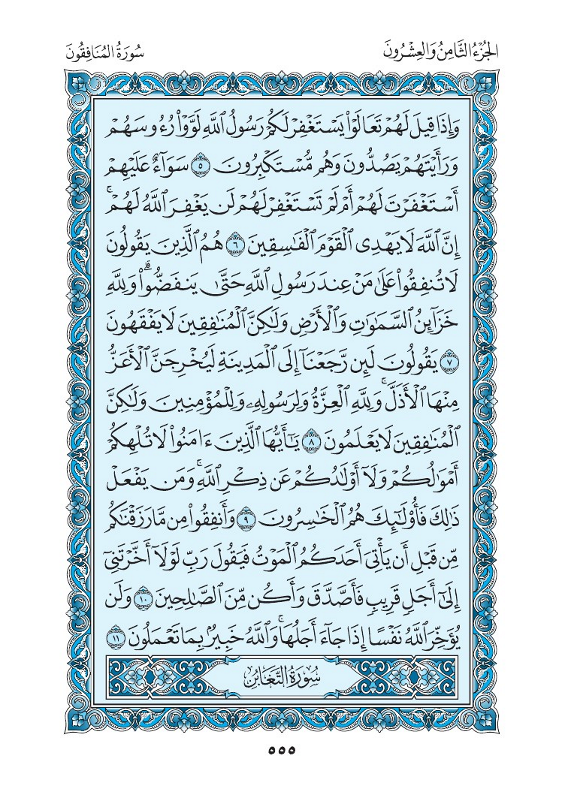 الجُزْءُ الثَّامِنُ وَالعِشْرُونَ
سُورَةُ المُنَافِقُون
وَإِذَا قِيلَ لَهُمْ تَعَالَوْا۟ يَسْتَغْفِرْ لَكُمْ رَسُولُ ٱللَّهِ لَوَّوْا۟ رُءُوسَهُمْ
وَرَأَيْتَهُمْ يَصُدُّونَ وَهُم مُّسْتَكْبِرُونَ ٥ سَوَآءٌ عَلَيْهِمْ
أَسْتَغْفَرْتَ لَهُمْ أَمْ لَمْ تَسْتَغْفِرْ لَهُمْ لَن يَغْفِرَ ٱللَّهُ لَهُمْ ۚ
إِنَّ ٱللَّهَ لَا يَهْدِى ٱلْقَوْمَ ٱلْفَـٰسِقِينَ ٦ هُمُ ٱلَّذِينَ يَقُولُونَ
لَا تُنفِقُوا۟ عَلَىٰ مَنْ عِندَ رَسُولِ ٱللَّهِ حَتَّىٰ يَنفَضُّوا۟ ۗ وَلِلَّهِ
خَزَآئِنُ ٱلسَّمَـٰوَٰتِ وَٱلْأَرْضِ وَلَـٰكِنَّ ٱلْمُنَـٰفِقِينَ لَا يَفْقَهُونَ
٧ يَقُولُونَ لَئِن رَّجَعْنَآ إِلَى ٱلْمَدِينَةِ لَيُخْرِجَنَّ ٱلْأَعَزُّ
مِنْهَا ٱلْأَذَلَّ ۚ وَلِلَّهِ ٱلْعِزَّةُ وَلِرَسُولِهِۦ وَلِلْمُؤْمِنِينَ وَلَـٰكِنَّ
ٱلْمُنَـٰفِقِينَ لَا يَعْلَمُونَ ٨ يَـٰٓأَيُّهَا ٱلَّذِينَ ءَامَنُوا۟ لَا تُلْهِكُمْ
أَمْوَٰلُكُمْ وَلَآ أَوْلَـٰدُكُمْ عَن ذِكْرِ ٱللَّهِ ۚ وَمَن يَفْعَلْ
ذَٰلِكَ فَأُو۟لَـٰٓئِكَ هُمُ ٱلْخَـٰسِرُونَ ٩ وَأَنفِقُوا۟ مِن مَّا رَزَقْنَـٰكُم
مِّن قَبْلِ أَن يَأْتِىَ أَحَدَكُمُ ٱلْمَوْتُ فَيَقُولَ رَبِّ لَوْلَآ أَخَّرْتَنِىٓ
إِلَىٰٓ أَجَلٍ قَرِيبٍ فَأَصَّدَّقَ وَأَكُن مِّنَ ٱلصَّـٰلِحِينَ ١٠ وَلَن
يُؤَخِّرَ ٱللَّهُ نَفْسًا إِذَا جَآءَ أَجَلُهَا ۚ وَٱللَّهُ خَبِيرٌۢ بِمَا تَعْمَلُونَ ١١
سُورَةُ التَّغَابُن
٥٥٥